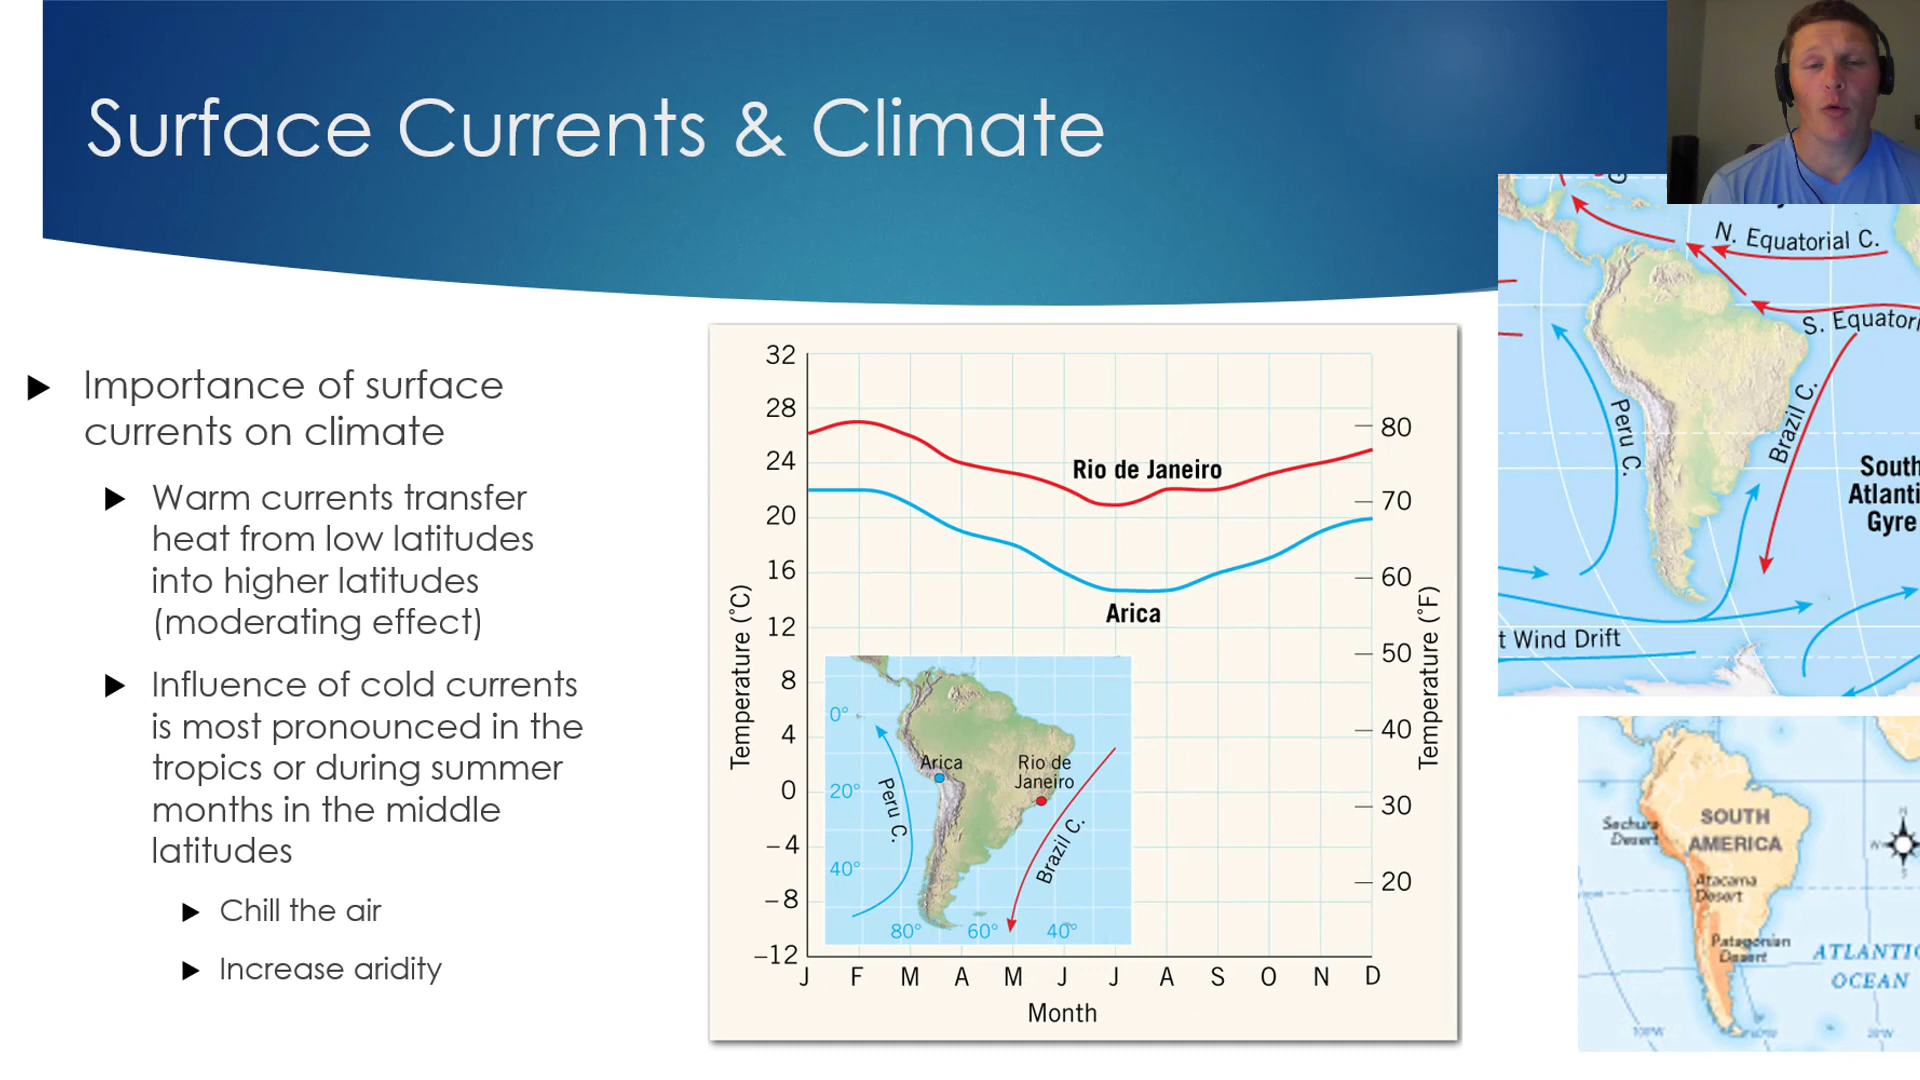 Surface Currents & Climate
Importance of surface
currents on climate
Warm currents transfer
heat from low latitudes
into higher latitudes
(moderating effect)
Influence of cold currents
is most pronounced in the
tropics or during summer
months in the middle
latitudes
Chill the air
Increase aridity
32
28
24
20
16
12
8
4
0
–4
–8
–12
Temperature (°C)
Rio de Janeiro
Arica
80
70
60
50
40
30
20
Temperature (°F)
J F M A M J J A S O N D
Month
0°
20°
40°
80° 60° 40°
Arica
Rio de
Janeiro
Peru C.
Brazil C.
N. Equatorial C.
S. Equatori
Peru C.
Brazil C.
South
Atlanti
Gyre
t Wind Drift
Sechura
Desert
SOUTH
AMERICA
Atacama
Desert
Patagonian
Desert
ATLANTIC
OCEAN